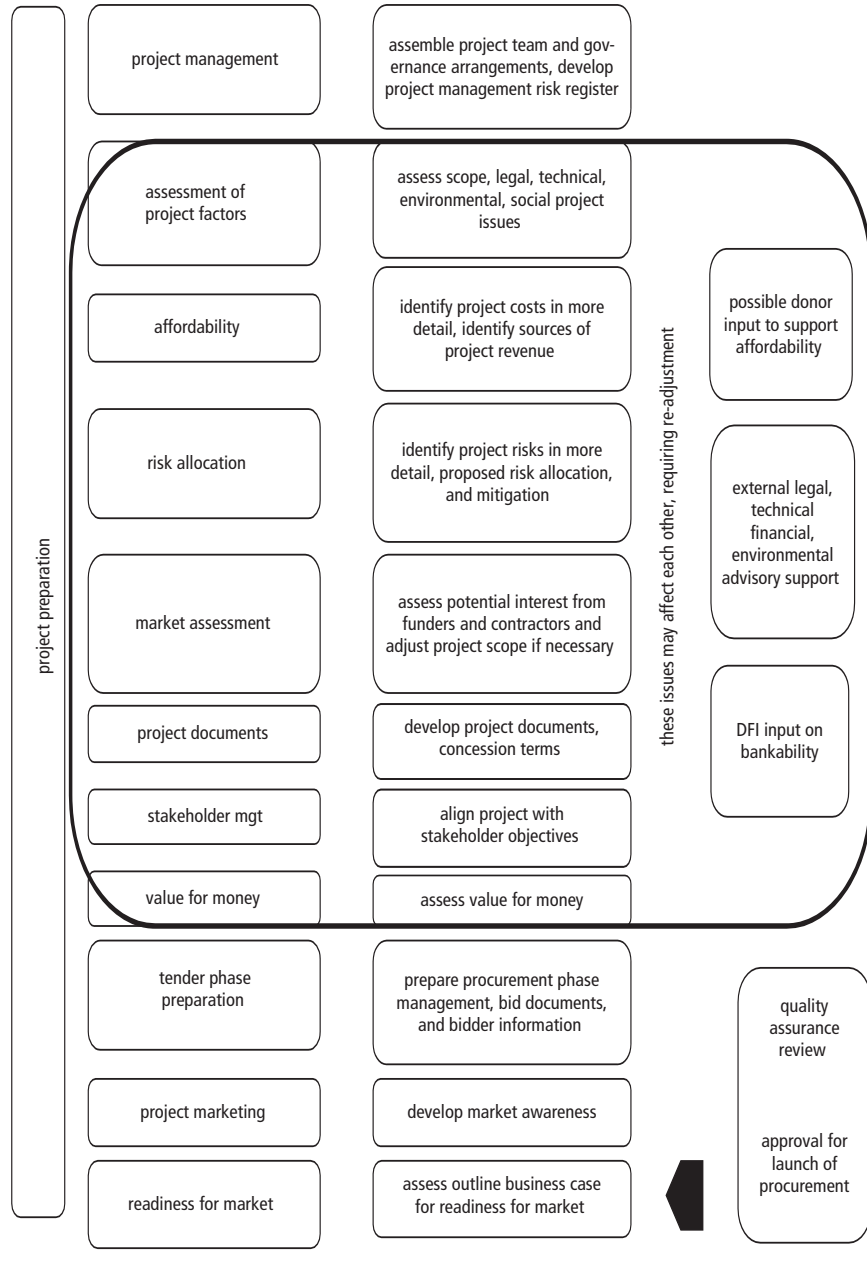 project preparation
project management
assemble project team and gov-
ernance arrangements, develop
project management risk register
assessment of
project factors
assess scope, legal, technical,
environmental, social project
issues
affordability
identify project costs in more
detail, identify sources of
project revenue
risk allocation
identify project risks in more
detail, proposed risk allocation,
and mitigation
market assessment
assess potential interest from
funders and contractors and
adjust project scope if necessary
project documents
develop project documents,
concession terms
stakeholder mgt
align project with
stakeholder objectives
value for money
assess value for money
these issues may affect each other, requiring re-adjustment
possible donor
input to support
affordability
external legal,
technical
financial,
environmental
advisory support
DFI input on
bankability
tender phase
preparation
prepare procurement phase
management, bid documents,
and bidder information
project marketing
develop market awareness
readiness for market
assess outline business case
for readiness for market
quality
assurance
review
approval for
launch of
procurement